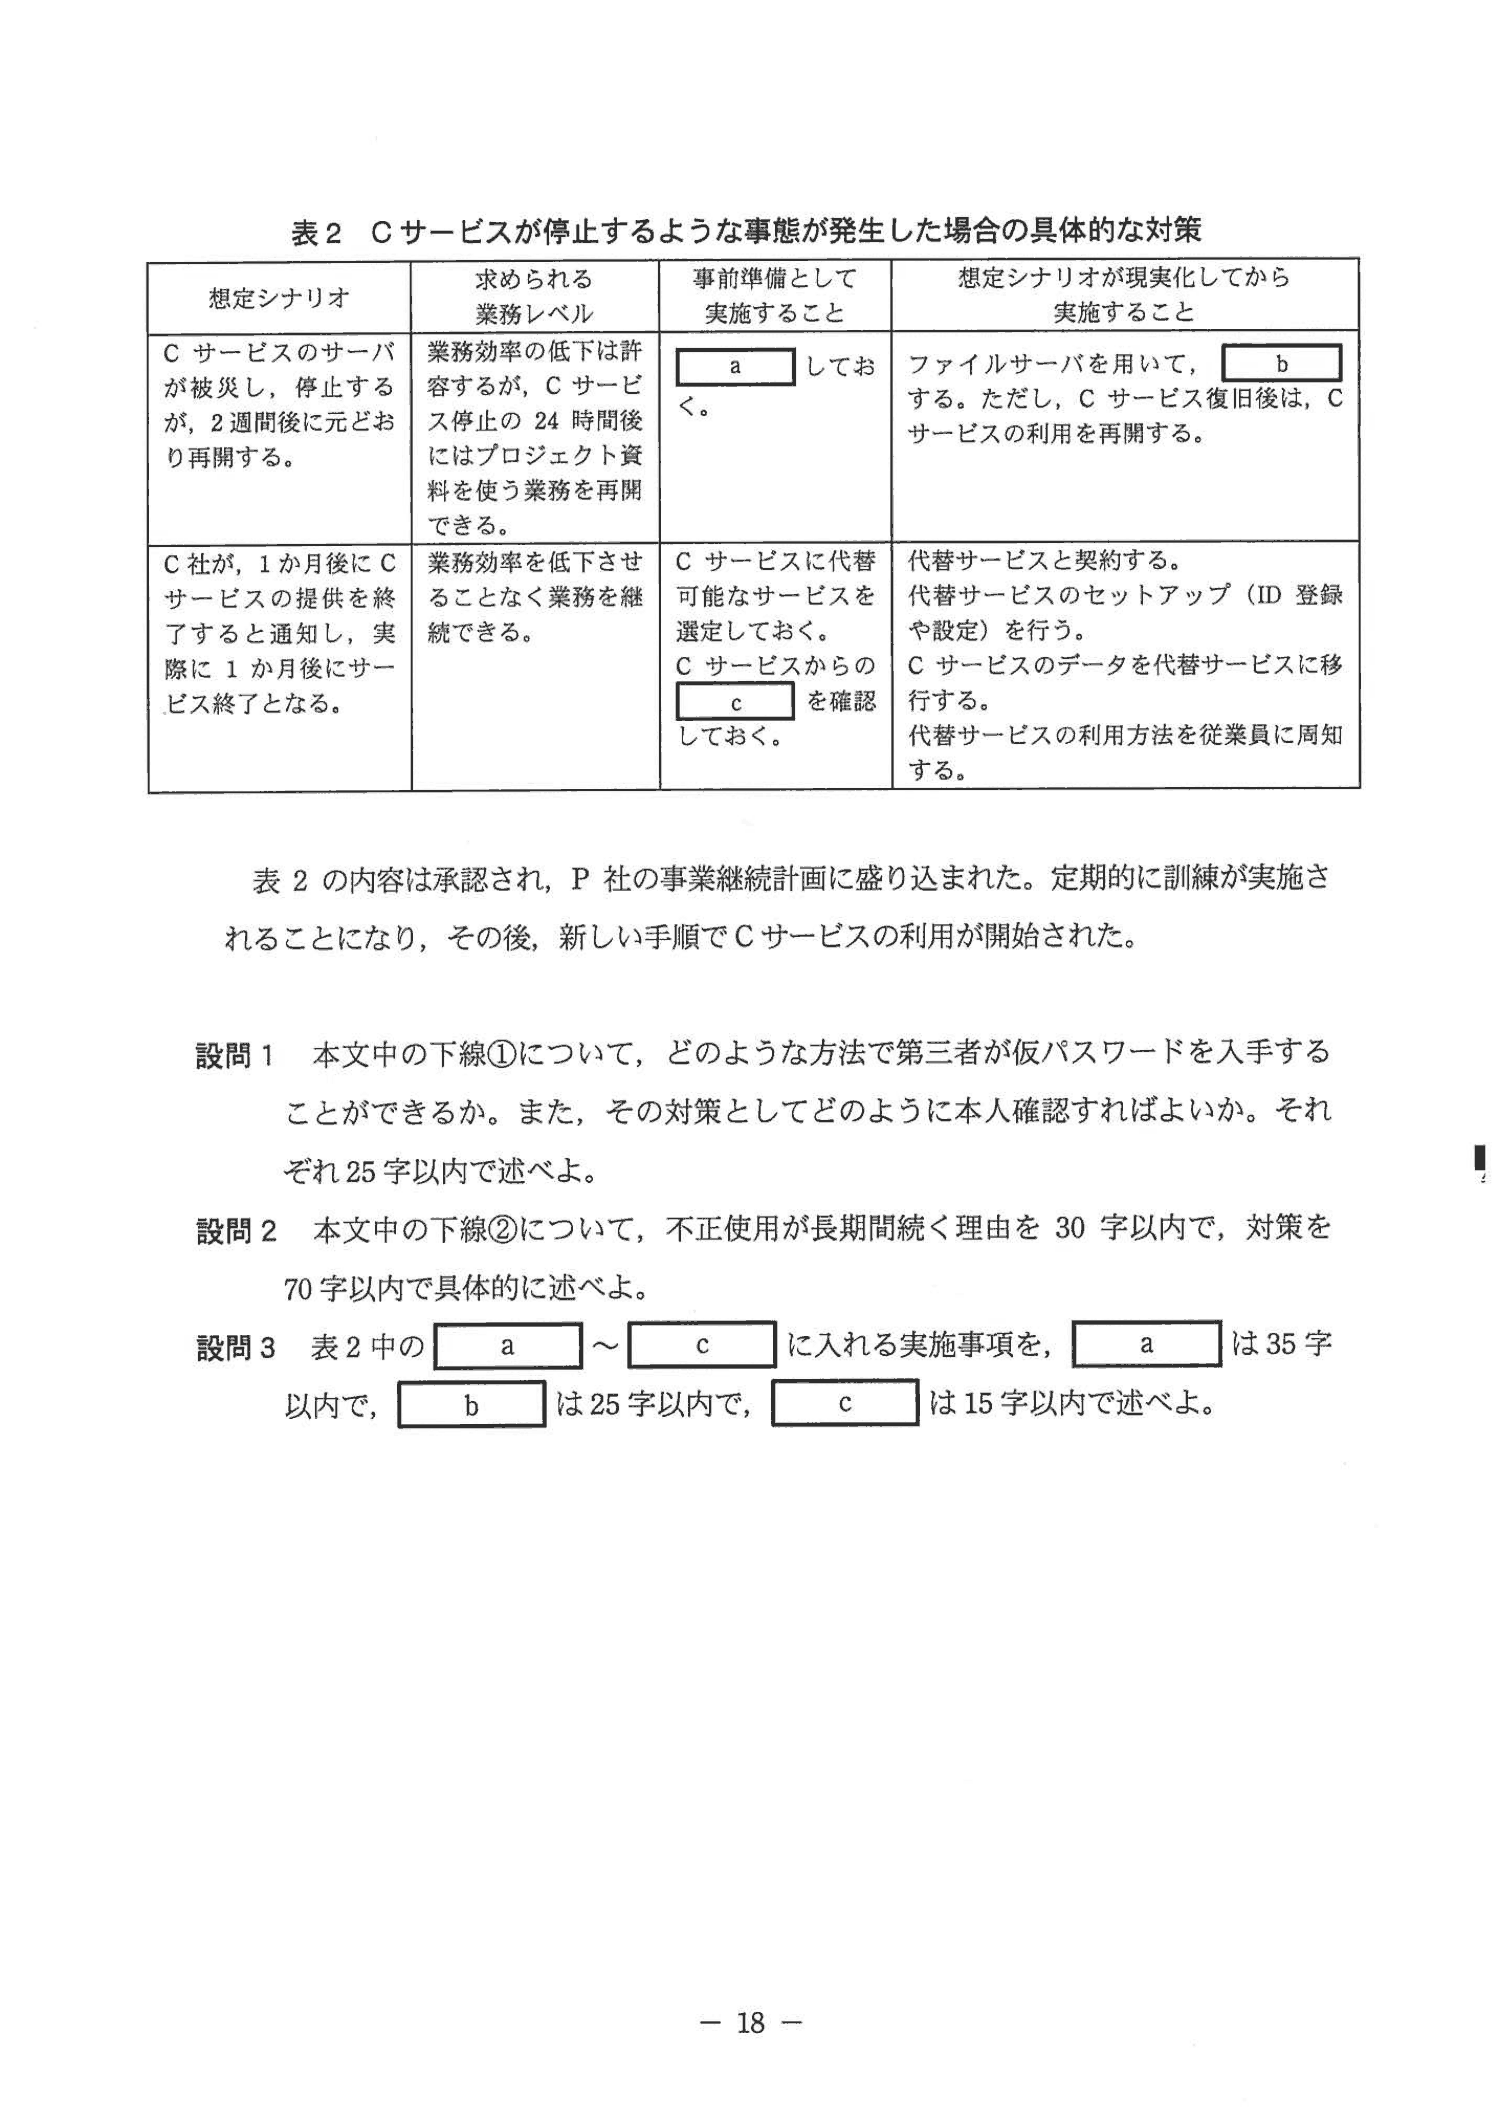 表2　Cサービスが停止するような事態が発生した場合の具体的な対策
想定シナリオ
求められる
業務レベル
事前準備として
実施すること
想定シナリオが現実化してから
実施すること
C サービスのサーバ
が被災し，停止する
が，2週間後に元どお
り再開する。
業務効率の低下は許
容するが，C サービ
ス停止の 24 時間後
にはプロジェクト資
料を使う業務を再開
できる。
a してお
く。
ファイルサーバを用いて， b
する。ただし，C サービス復旧後は，C
サービスの利用を再開する。
C社が，1か月後にC
サービスの提供を終
了すると通知し，実
際に 1 か月後にサー
ビス終了となる。
業務効率を低下させ
ることなく業務を継
続できる。
C サービスに代替
可能なサービスを
選定しておく。
C サービスからの
c を確認
しておく。
代替サービスと契約する。
代替サービスのセットアップ（ID 登録
や設定）を行う。
C サービスのデータを代替サービスに移
行する。
代替サービスの利用方法を従業員に周知
する。
表 2 の内容は承認され，P 社の事業継続計画に盛り込まれた。定期的に訓練が実施さ
れることになり，その後，新しい手順でCサービスの利用が開始された。
設問1　本文中の下線①について，どのような方法で第三者が仮パスワードを入手する
ことができるか。また，その対策としてどのように本人確認すればよいか。それ
ぞれ25字以内で述べよ。
設問2　本文中の下線②について，不正使用が長期間続く理由を 30 字以内で，対策を
70字以内で具体的に述べよ。
設問3　表2中の a ～ c に入れる実施事項を， a は35字
以内で， b は25字以内で， c は15字以内で述べよ。
－ 18 －